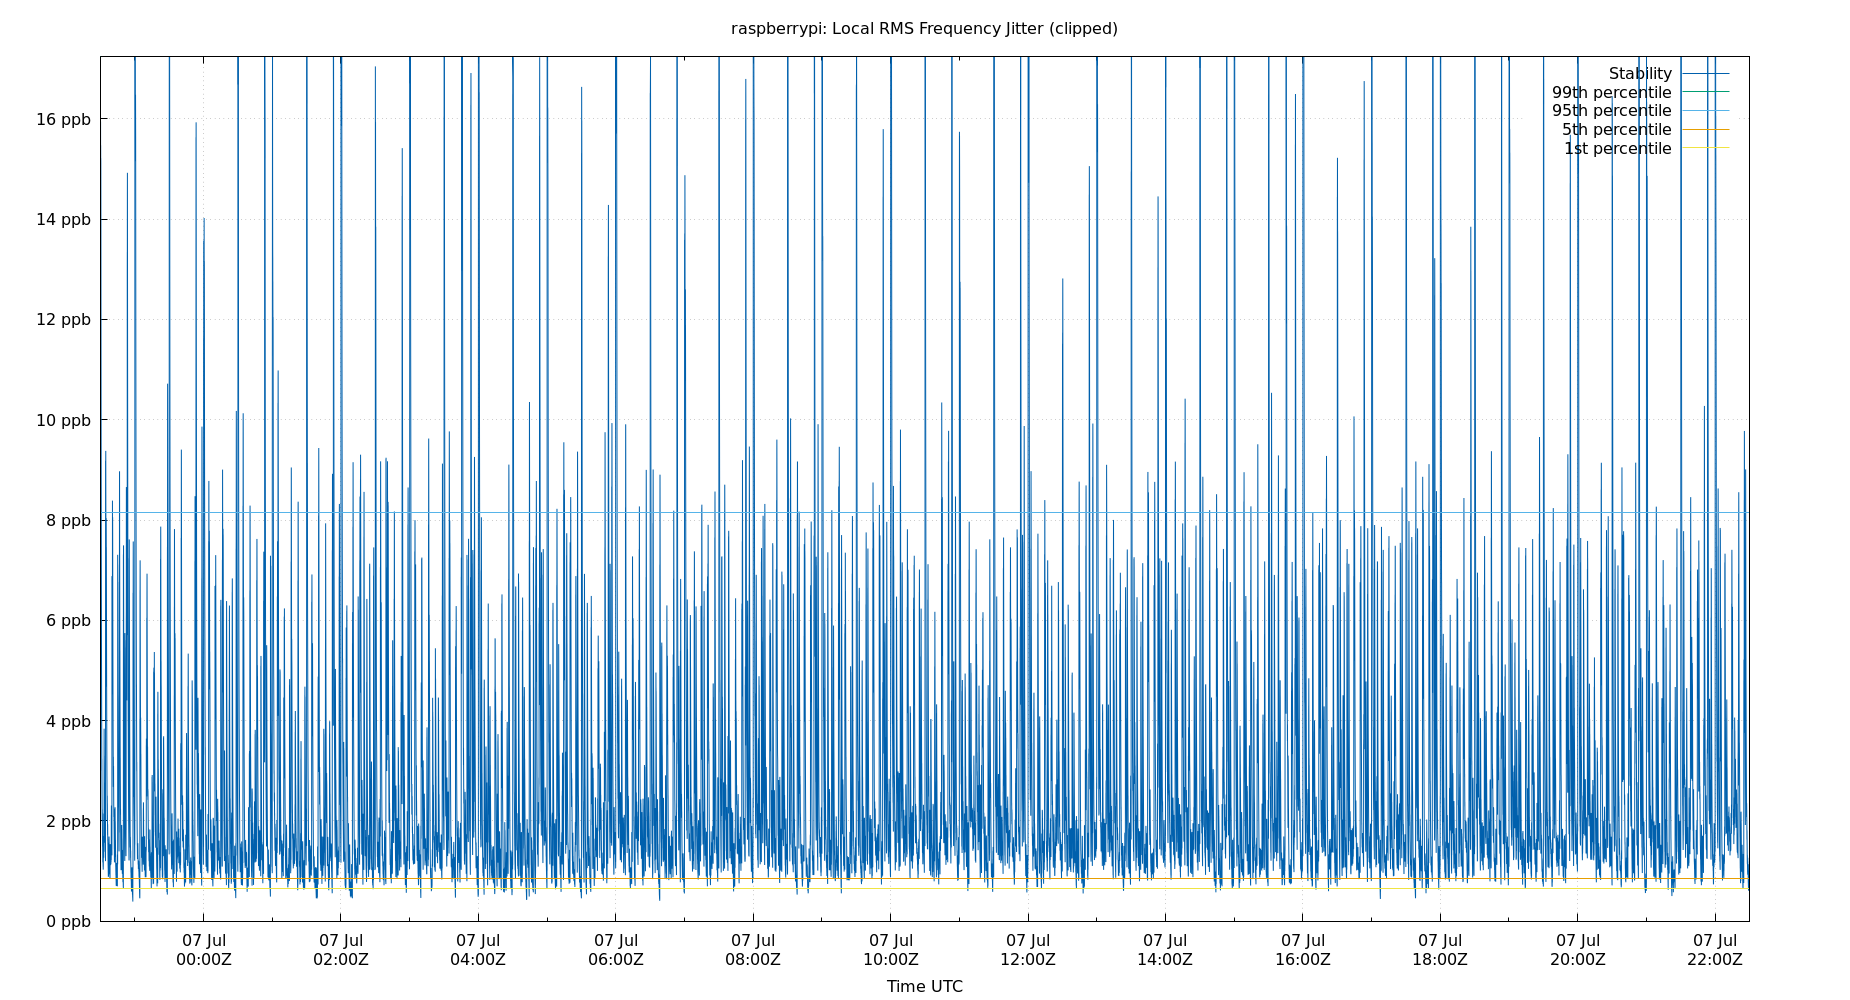 raspberrypi: Local RMS Frequency Jitter (clipped)
Stability
99th percentile
95th percentile
5th percentile
1st percentile
16 ppb
14 ppb
12 ppb
10 ppb
8 ppb
6 ppb
4 ppb
2 ppb
0 ppb
07 Jul 07 Jul 07 Jul 07 Jul 07 Jul 07 Jul 07 Jul 07 Jul 07 Jul 07 Jul 07 Jul 07 Jul
00:00Z 02:00Z 04:00Z 06:00Z 08:00Z 10:00Z 12:00Z 14:00Z 16:00Z 18:00Z 20:00Z 22:00Z
Time UTC